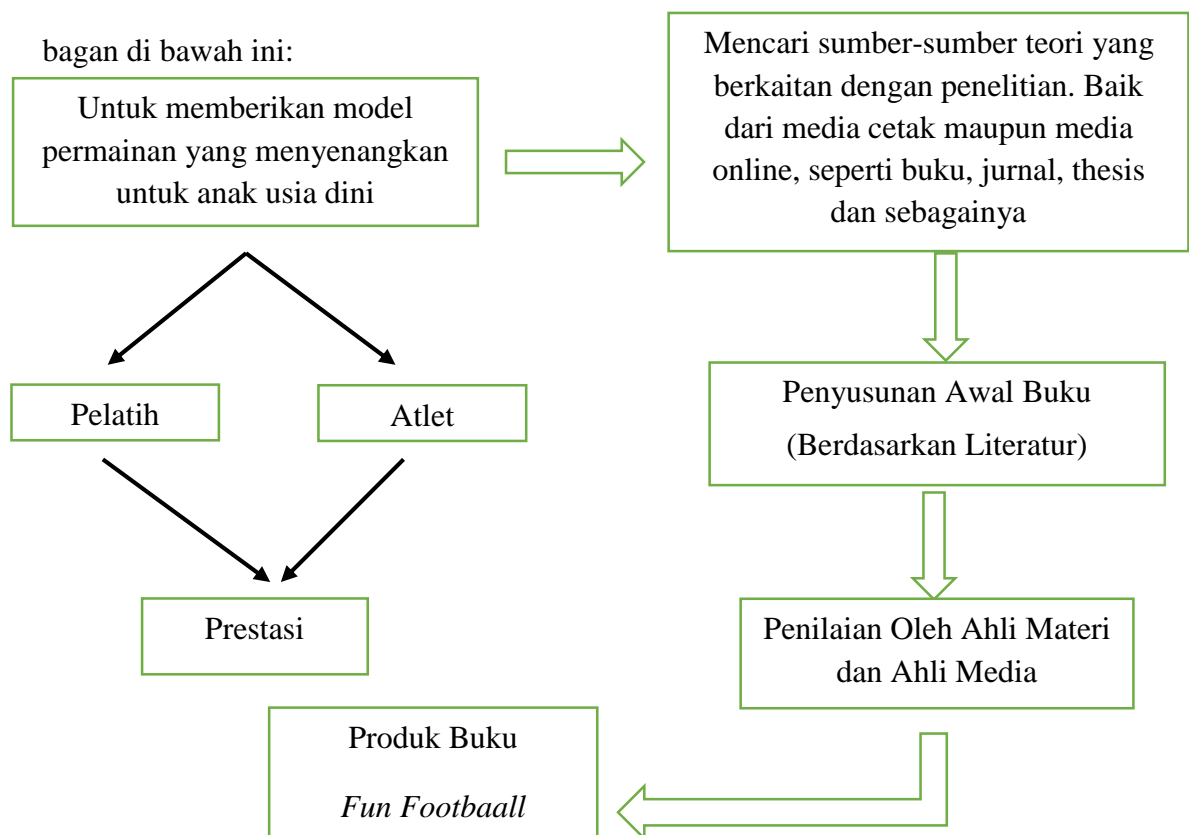 bagan di bawah ini:
Untuk memberikan model
permainan yang menyenangkan
untuk anak usia dini
Mencari sumber-sumber teori yang
berkaitan dengan penelitian. Baik
dari media cetak maupun media
online, seperti buku, jurnal, thesis
dan sebagainya
Pelatih
Atlet
Penyusunan Awal Buku
(Berdasarkan Literatur)
Prestasi
Penilaian Oleh Ahli Materi
dan Ahli Media
Produk Buku
Fun Footbaall